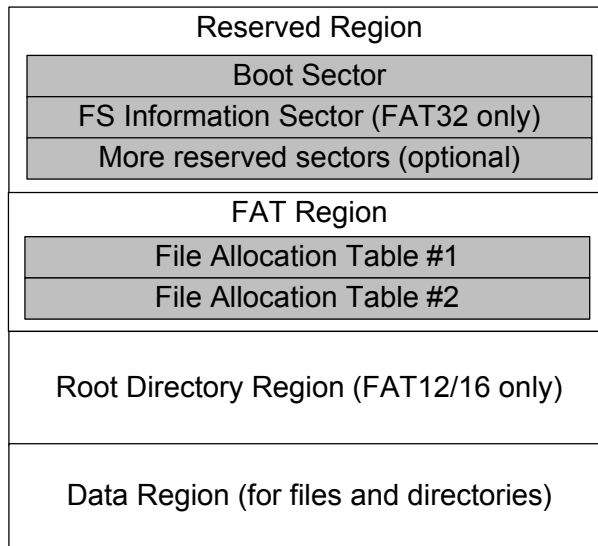 Reserved Region
Boot Sector
FS Information Sector (FAT32 only)
More reserved sectors (optional)
FAT Region
File Allocation Table #1
File Allocation Table #2
Root Directory Region (FAT12/16 only)
Data Region (for files and directories)